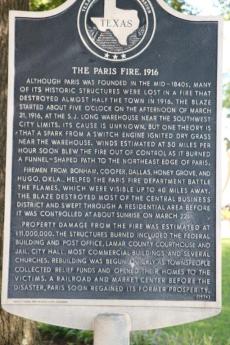 TEXAS
THE PARIS FIRE, 1916
ALTHOUGH PARIS WAS FOUNDED IN THE MID-1840s, MANY
OF ITS HISTORIC STRUCTURES WERE LOST IN A FIRE THAT
DESTROYED ALMOST HALF THE TOWN IN 1916. THE BLAZE
STARTED ABOUT FIVE O'CLOCK ON THE AFTERNOON OF MARCH
21, 1916, AT THE S.J. LONG WAREHOUSE NEAR THE SOUTHWEST
CITY LIMITS. ITS CAUSE IS UNKNOWN, BUT ONE THEORY IS
THAT A SPARK FROM A SWITCH ENGINE IGNITED DRY GRASS
NEAR THE WAREHOUSE. WINDS ESTIMATED AT 50 MILES PER
HOUR SOON BLEW THE FIRE OUT OF CONTROL AS IT BURNED
A FUNNEL-SHAPED PATH TO THE NORTHEAST EDGE OF PARIS.
FIREMEN FROM BONHAM, COOPER, DALLAS, HONEY GROVE, AND
HUGO, OKLA. HELPED THE PARIS FIRE DEPARTMENT BATTLE
THE FLAMES, WHICH WERE VISIBLE UP TO 40 MILES AWAY.
THE BLAZE DESTROYED MOST OF THE CENTRAL BUSINESS
DISTRICT AND SWEPT THROUGH A RESIDENTIAL AREA BEFORE
IT WAS CONTROLLED AT ABOUT SUNRISE ON MARCH 22.
PROPERTY DAMAGE FROM THE FIRE WAS ESTIMATED AT
$11,000,000. THE STRUCTURES BURNED INCLUDED THE FEDERAL
BUILDING AND POST OFFICE, LAMAR COUNTY COURTHOUSE AND
JAIL, CITY HALL, MOST COMMERCIAL BUILDINGS, AND SEVERAL
CHURCHES. REBUILDING WAS BEGUN QUICKLY AS TOWNSPEOPLE
COLLECTED RELIEF FUNDS AND OPENED THEIR HOMES TO THE
VICTIMS. A RAILROAD AND MARKET CENTER BEFORE THE
DISASTER, PARIS SOON REGAINED ITS FORMER PROSPERITY.